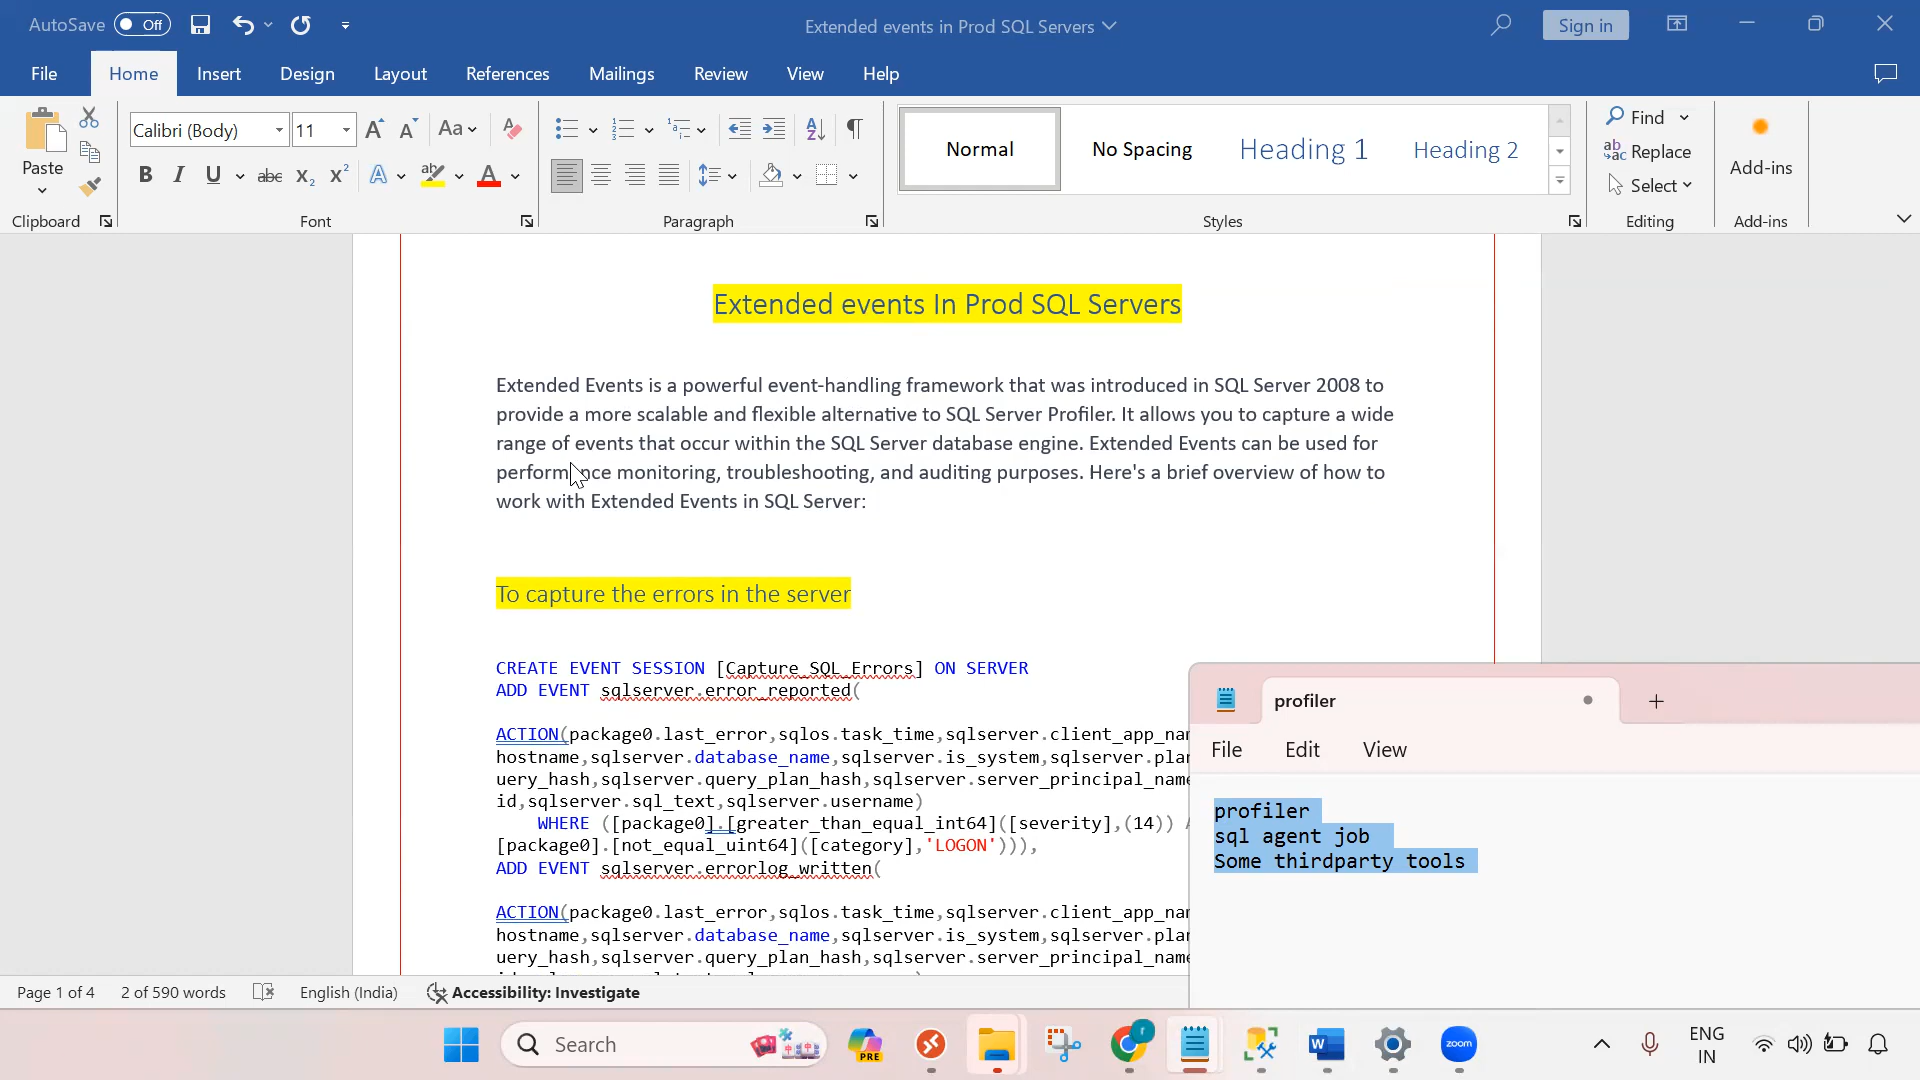 AutoSave Off
Extended events in Prod SQL Servers
Sign in
File Home Insert Design Layout References Mailings Review View Help
Paste
Calibri (Body) 11
Normal No Spacing Heading 1 Heading 2
Find
Replace
Select
Add-ins
Clipboard Font Paragraph Styles Editing Add-ins
Extended events In Prod SQL Servers
Extended Events is a powerful event-handling framework that was introduced in SQL Server 2008 to
provide a more scalable and flexible alternative to SQL Server Profiler. It allows you to capture a wide
range of events that occur within the SQL Server database engine. Extended Events can be used for
performance monitoring, troubleshooting, and auditing purposes. Here's a brief overview of how to
work with Extended Events in SQL Server:
To capture the errors in the server
CREATE EVENT SESSION [Capture_SQL_Errors] ON SERVER
ADD EVENT sqlserver.error_reported(
ACTION(package0.last_error,sqlos.task_time,sqlserver.client_app_nam
hostname,sqlserver.database_name,sqlserver.is_system,sqlserver.plan
uery_hash,sqlserver.query_plan_hash,sqlserver.server_principal_name
id,sqlserver.sql_text,sqlserver.username)
WHERE ([package0].[greater_than_equal_int64]([severity],(14)) A
[package0].[not_equal_uint64]([category],'LOGON'))),
ADD EVENT sqlserver.errorlog_written(
ACTION(package0.last_error,sqlos.task_time,sqlserver.client_app_nam
hostname,sqlserver.database_name,sqlserver.is_system,sqlserver.plan
uery_hash,sqlserver.query_plan_hash,sqlserver.server_principal_name
profiler
File Edit View
profiler
sql agent job
Some thirdparty tools
Page 1 of 4 2 of 590 words English (India) Accessibility: Investigate
Search
PRE
zoom
ENG
IN